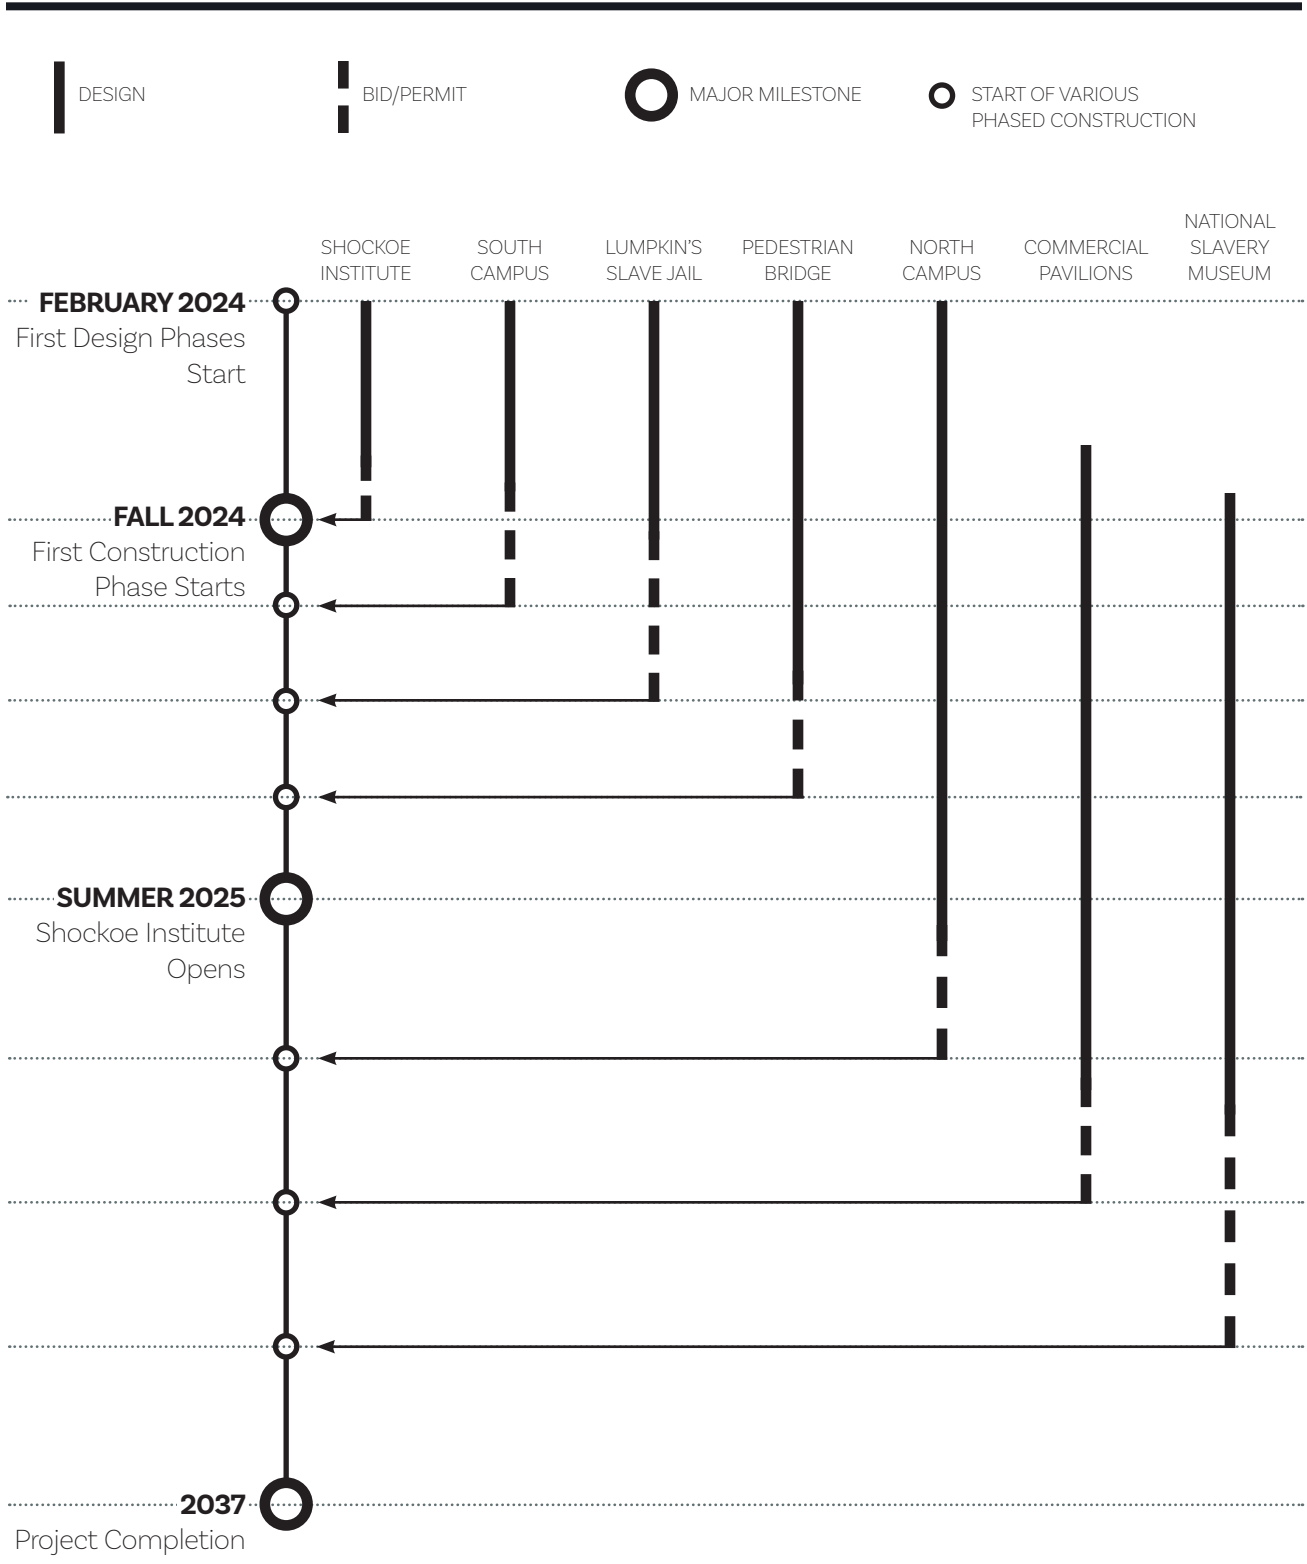 DESIGN
BID/PERMIT
MAJOR MILESTONE
START OF VARIOUS
PHASED CONSTRUCTION
SHOCKOE
INSTITUTE
SOUTH
CAMPUS
LUMPKIN'S
SLAVE JAIL
PEDESTRIAN
BRIDGE
NORTH
CAMPUS
COMMERCIAL
PAVILIONS
NATIONAL
SLAVERY
MUSEUM
FEBRUARY 2024
First Design Phases
Start
FALL 2024
First Construction
Phase Starts
SUMMER 2025
Shockoe Institute
Opens
2037
Project Completion